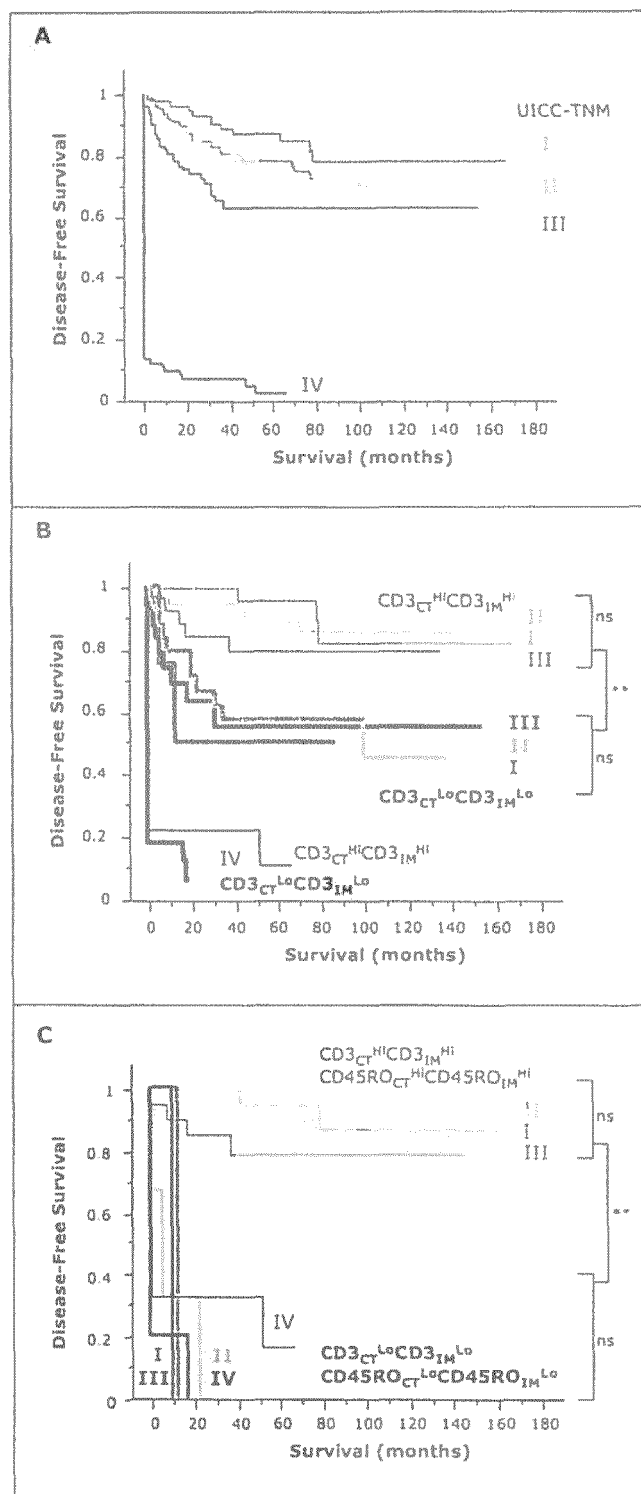 A
Disease-Free Survival
1
0.8
0.6
0.4
0.2
0
UICC-TNM
I
II
III
IV
0 20 40 60 80 100 120 140 160
Survival (months)
B
Disease-Free Survival
1
0.8
0.6
0.4
0.2
0
CD3CTHiCD3IMHi
II
I
III
ns
**
III
II
I
ns
CD3CTLoCD3IMLo
IV
CD3CTHiCD3IMHi
CD3CTLoCD3IMLo
0 20 40 60 80 100 120 140 160 180
Survival (months)
C
Disease-Free Survival
1
0.8
0.6
0.4
0.2
0
CD3CTHiCD3IMHi
CD45ROCTHiCD45ROIMHi
II
I
III
ns
**
IV
ns
I II
III IV
CD3CTLoCD3IMLo
CD45ROCTLoCD45ROIMLo
0 20 40 60 80 100 120 140 160 180
Survival (months)